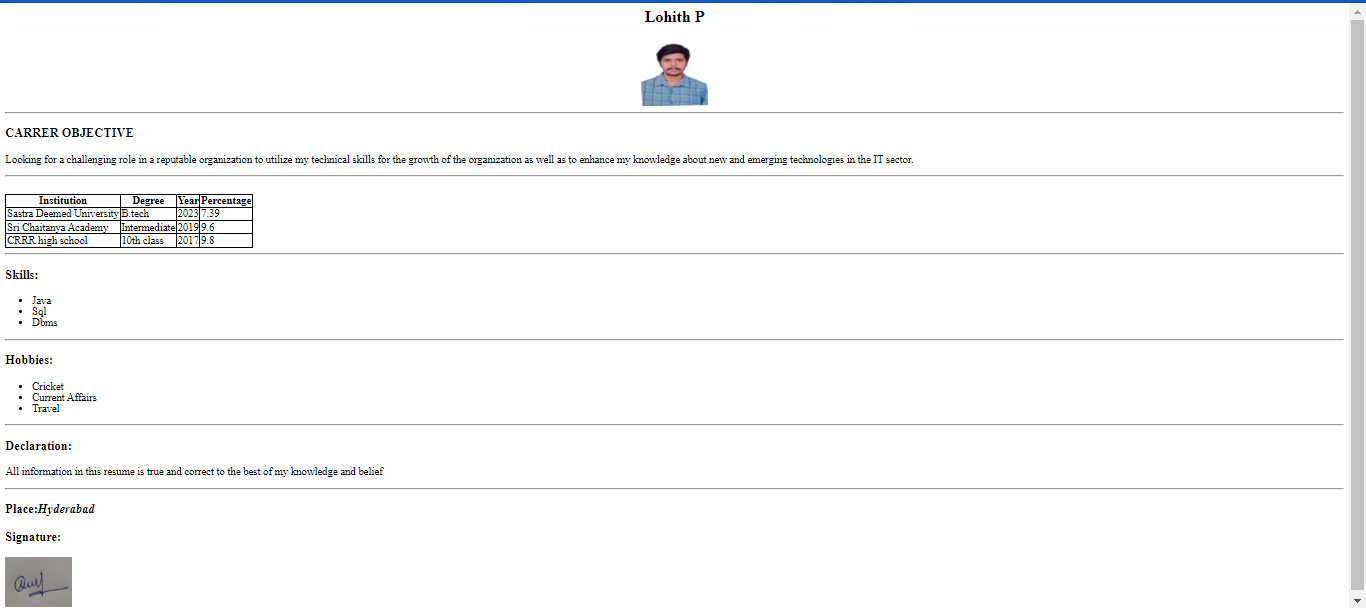 Lohith P
CARRER OBJECTIVE
Looking for a challenging role in a reputable organization to utilize my technical skills for the growth of the organization as well as to enhance my knowledge about new and emerging technologies in the IT sector.
Institution Degree Year Percentage
Sastra Deemed University B.tech 2023 7.39
Sri Chaitanya Academy Intermediate 2019 9.6
CRRR high school 10th class 2017 9.8
Skills:
• Java
• Sql
• Dbms
Hobbies:
• Cricket
• Current Affairs
• Travel
Declaration:
All information in this resume is true and correct to the best of my knowledge and belief
Place:Hyderabad
Signature: